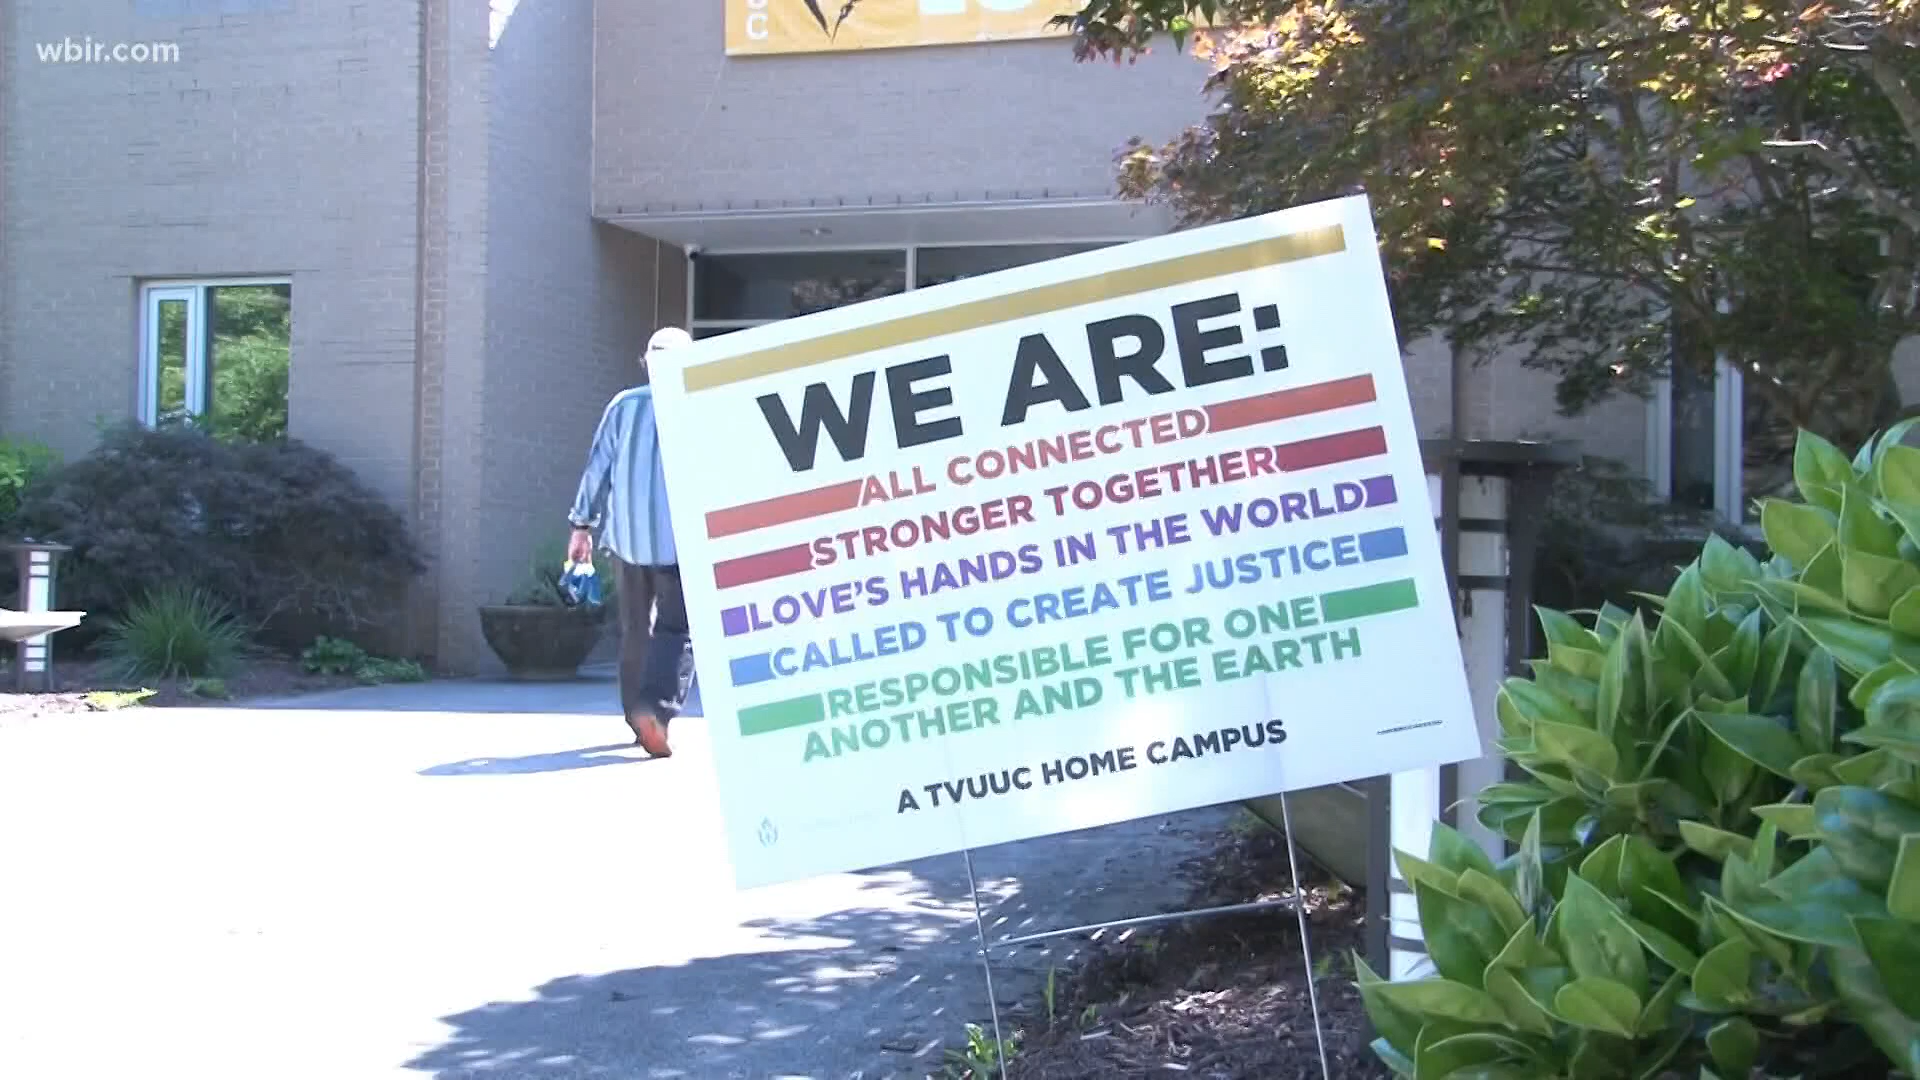 wbir.com
WE ARE:
ALL CONNECTED
STRONGER TOGETHER
LOVE'S HANDS IN THE WORLD
CALLED TO CREATE JUSTICE
RESPONSIBLE FOR ONE
ANOTHER AND THE EARTH
A TVUUC HOME CAMPUS